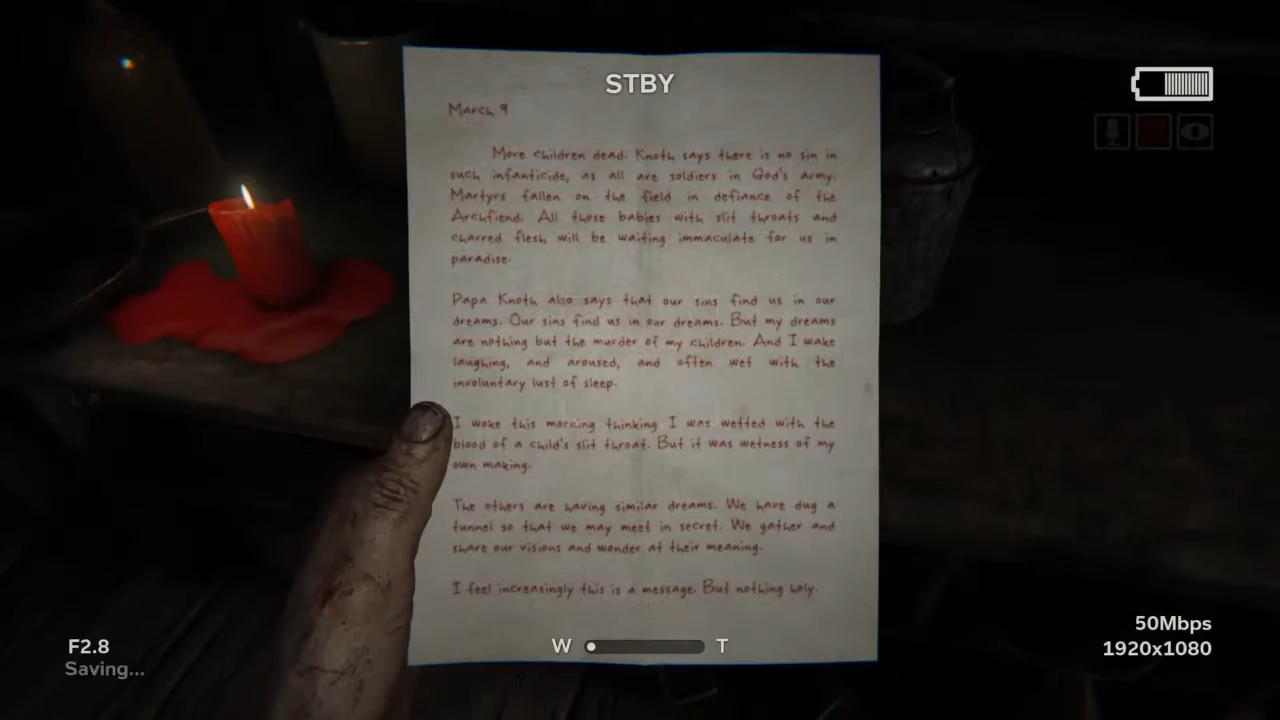 STBY
March 9
More children dead. Knoth says there is no sin in
such infanticide, as all are soldiers in God's army.
Martyrs fallen on the field in defiance of the
Archfiend. All those babies with slit throats and
charred flesh will be waiting immaculate for us in
paradise.
Papa Knoth also says that our sins find us in our
dreams. Our sins find us in our dreams. But my dreams
are nothing but the murder of my children. And I wake
laughing, and aroused, and often wet with the
involuntary lust of sleep.
I woke this morning thinking I was wetted with the
blood of a child's slit throat. But it was wetness of my
own making.
The others are having similar dreams. We have dug a
tunnel so that we may meet in secret. We gather and
share our visions and wonder at their meaning.
I feel increasingly this is a message. But nothing holy.
L R
F2.8
Saving...
W T
50Mbps
1920x1080